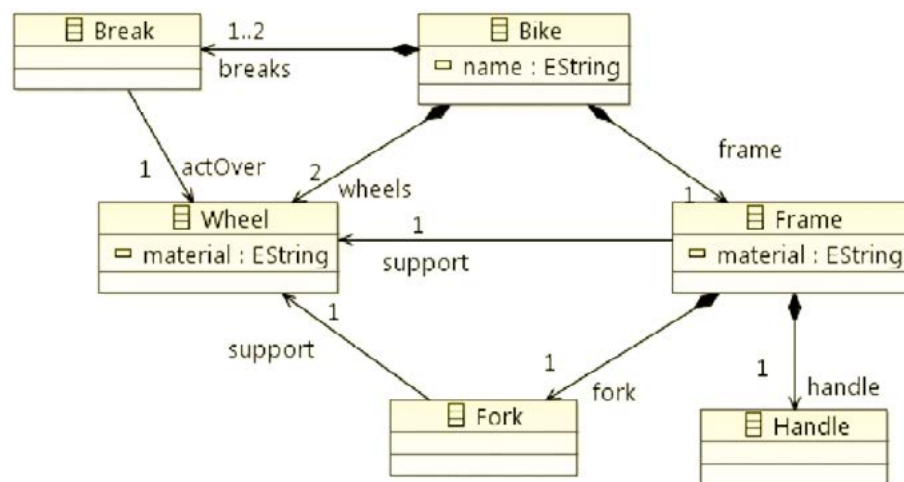 Break
1..2
breaks
Bike
name : EString
1
actOver
2
wheels
frame
1
Wheel
material : EString
1
support
Frame
material : EString
1
support
1
fork
1
handle
Fork
Handle